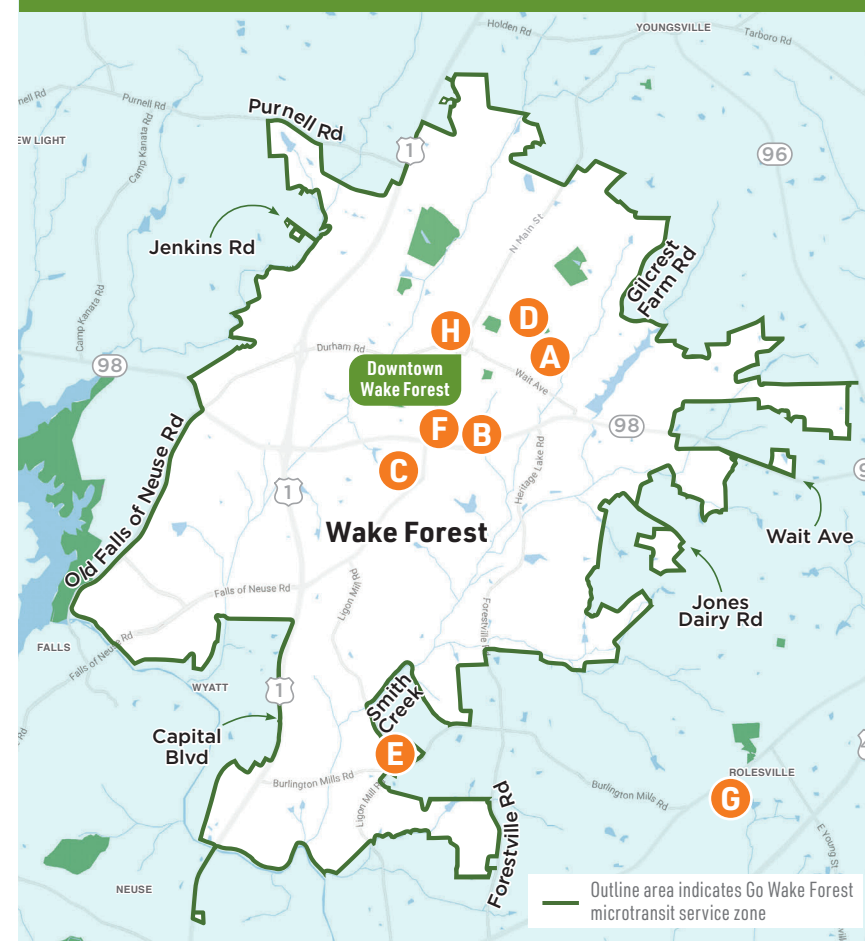 Holden Rd
YOUNGSVILLE
Tarboro Rd
Purnell Rd
Purnell Rd
1
96
Camp Kanata Rd
Jenkins Rd
N Main St
Gilcrest
Farm Rd
D
H
A
Camp Kanata Rd
98
Durham Rd
Downtown
Wake Forest
Wait Ave
F
B
98
C
Old Falls of Neuse Rd
1
Heritage Lake Rd
Wake Forest
Wait Ave
Falls of Neuse Rd
Ligon Mill Rd
Forestville Rd
Jones
Dairy Rd
FALLS
Falls of Neuse Rd
WYATT
1
Smith
Creek
Capital
Blvd
E
Burlington Mills Rd
Ligon Mill Rd
ROLESVILLE
Burlington Mills Rd
G
Forestville Rd
E Young St
NEUSE
Outline area indicates Go Wake Forest
microtransit service zone